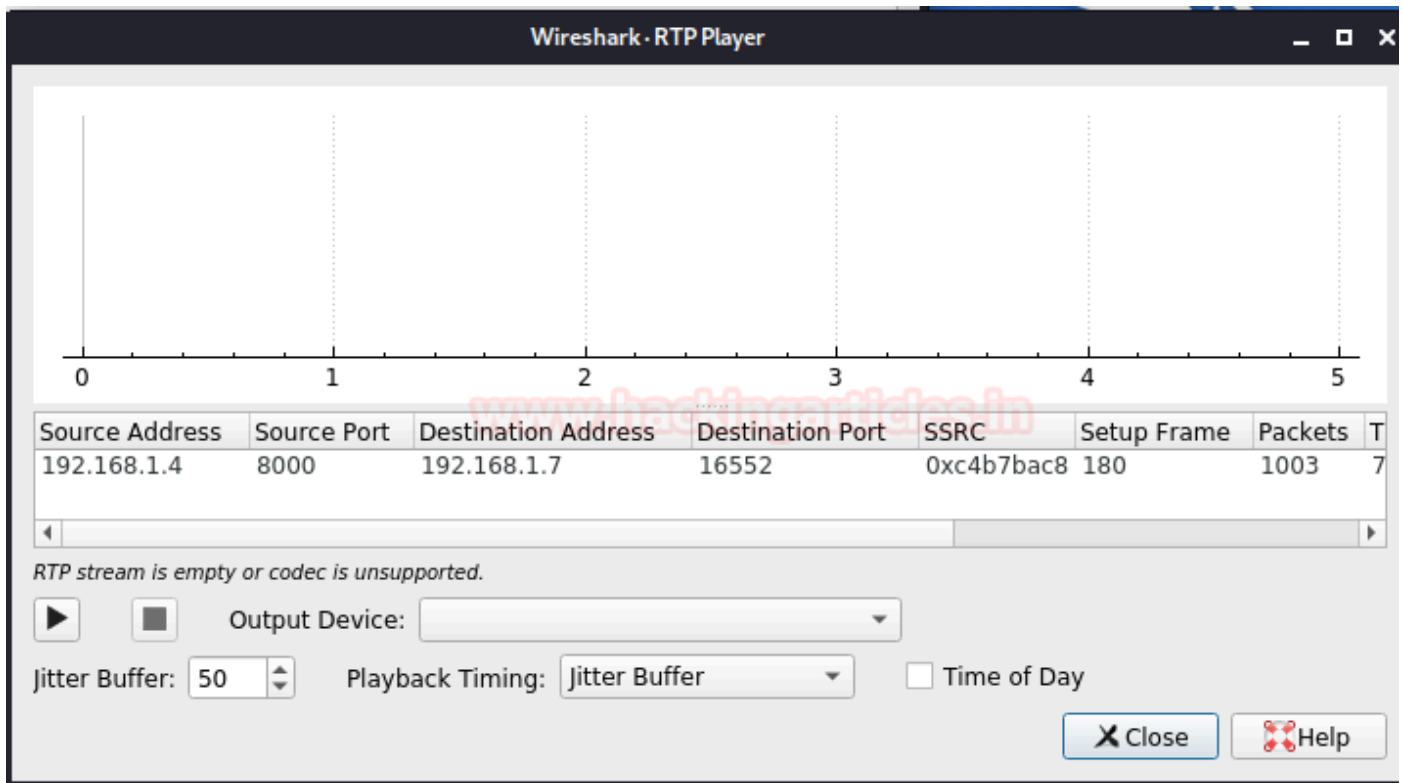 Wireshark · RTP Player
0 1 2 3 4 5
www.hackingarticles.in
Source Address Source Port Destination Address Destination Port SSRC Setup Frame Packets T
192.168.1.4 8000 192.168.1.7 16552 0xc4b7bac8 180 1003 7
RTP stream is empty or codec is unsupported.
Output Device:
Jitter Buffer: 50 Playback Timing: Jitter Buffer Time of Day
Close Help